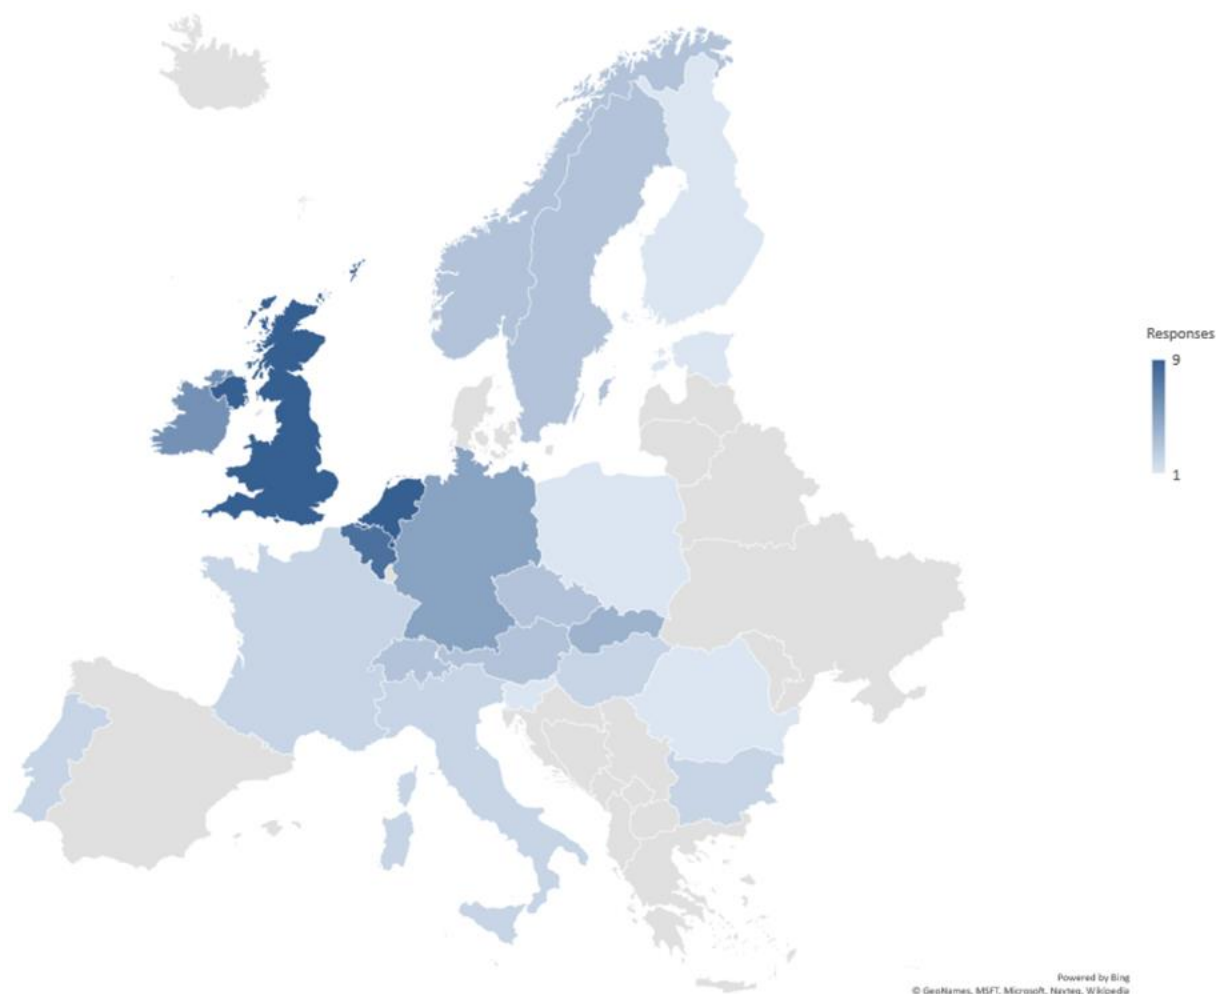 Responses
9
1
Powered by Bing
© GeoNames, MSFT, Microsoft, Navteq, Wikipedia